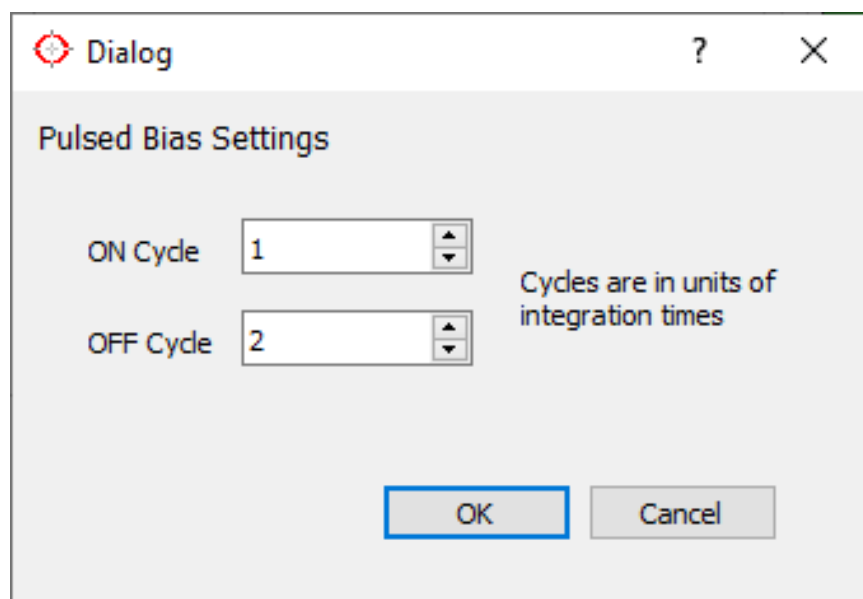 Dialog
?
Pulsed Bias Settings
ON Cycle 1
OFF Cycle 2
Cycles are in units of
integration times
OK
Cancel